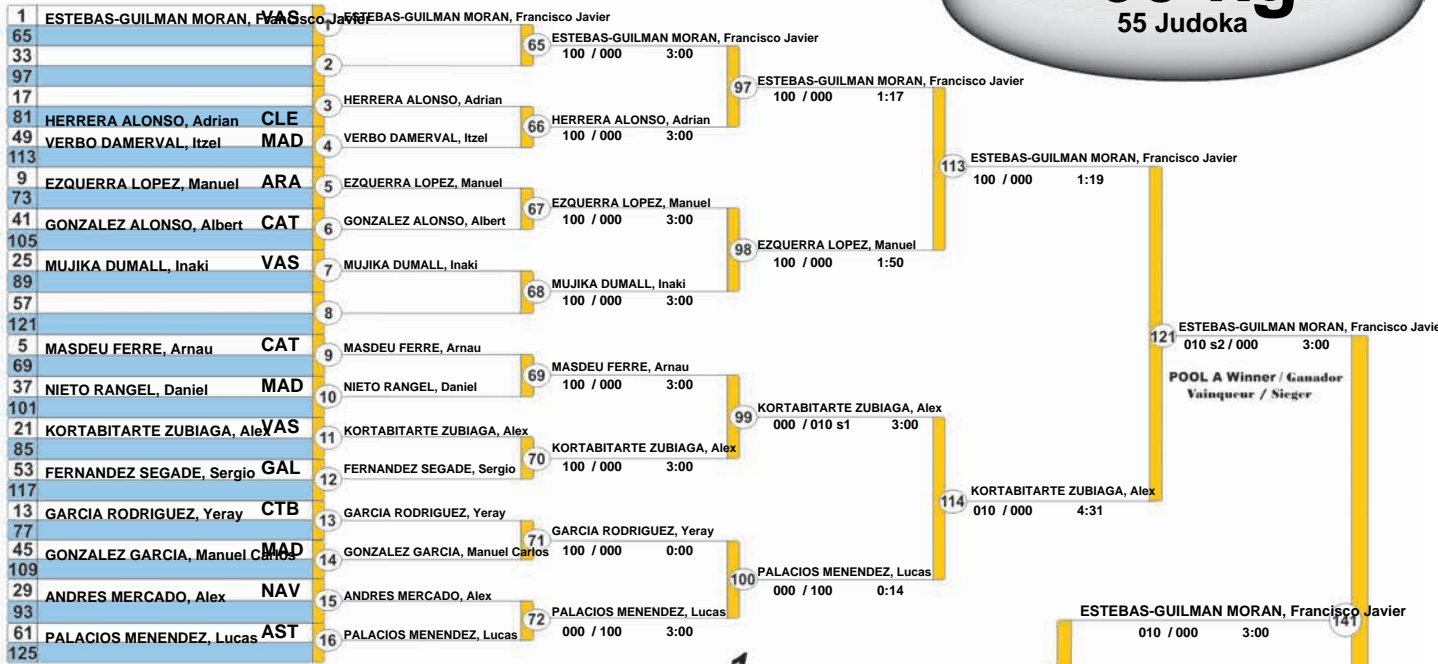 55 Judoka
1 ESTEBAS-GUILMAN MORAN, Francisco Javier VAS
65
33
97
17
81 HERRERA ALONSO, Adrian CLE
49 VERBO DAMERVAL, Itzel MAD
113
9 EZQUERRA LOPEZ, Manuel ARA
73
41 GONZALEZ ALONSO, Albert CAT
105
25 MUJIKA DUMALL, Inaki VAS
89
57
121
5 MASDEU FERRE, Arnau CAT
69
37 NIETO RANGEL, Daniel MAD
101
21 KORTABITARTE ZUBIAGA, Alex VAS
85
53 FERNANDEZ SEGADE, Sergio GAL
117
13 GARCIA RODRIGUEZ, Yeray CTB
77
45 GONZALEZ GARCIA, Manuel Carlos MAD
109
29 ANDRES MERCADO, Alex NAV
93
61 PALACIOS MENENDEZ, Lucas AST
125
1 ESTEBAS-GUILMAN MORAN, Francisco Javier
2
3 HERRERA ALONSO, Adrian
4 VERBO DAMERVAL, Itzel
5 EZQUERRA LOPEZ, Manuel
6 GONZALEZ ALONSO, Albert
7 MUJIKA DUMALL, Inaki
8
9 MASDEU FERRE, Arnau
10 NIETO RANGEL, Daniel
11 KORTABITARTE ZUBIAGA, Alex
12 FERNANDEZ SEGADE, Sergio
13 GARCIA RODRIGUEZ, Yeray
14 GONZALEZ GARCIA, Manuel Carlos
15 ANDRES MERCADO, Alex
16 PALACIOS MENENDEZ, Lucas
65 ESTEBAS-GUILMAN MORAN, Francisco Javier
100 / 000 3:00
66 HERRERA ALONSO, Adrian
100 / 000 3:00
67 EZQUERRA LOPEZ, Manuel
100 / 000 3:00
68 MUJIKA DUMALL, Inaki
100 / 000 3:00
69 MASDEU FERRE, Arnau
100 / 000 3:00
70 KORTABITARTE ZUBIAGA, Alex
100 / 000 3:00
71 GARCIA RODRIGUEZ, Yeray
100 / 000 0:00
72 PALACIOS MENENDEZ, Lucas
000 / 100 3:00
97 ESTEBAS-GUILMAN MORAN, Francisco Javier
100 / 000 1:17
98 EZQUERRA LOPEZ, Manuel
100 / 000 1:50
99 KORTABITARTE ZUBIAGA, Alex
000 / 010 s1 3:00
100 PALACIOS MENENDEZ, Lucas
000 / 100 0:14
113 ESTEBAS-GUILMAN MORAN, Francisco Javier
100 / 000 1:19
114 KORTABITARTE ZUBIAGA, Alex
010 / 000 4:31
121 ESTEBAS-GUILMAN MORAN, Francisco Javie
010 s2 / 000 3:00
POOL A Winner / Ganador
Vainqueur / Sieger
ESTEBAS-GUILMAN MORAN, Francisco Javier
141
010 / 000 3:00